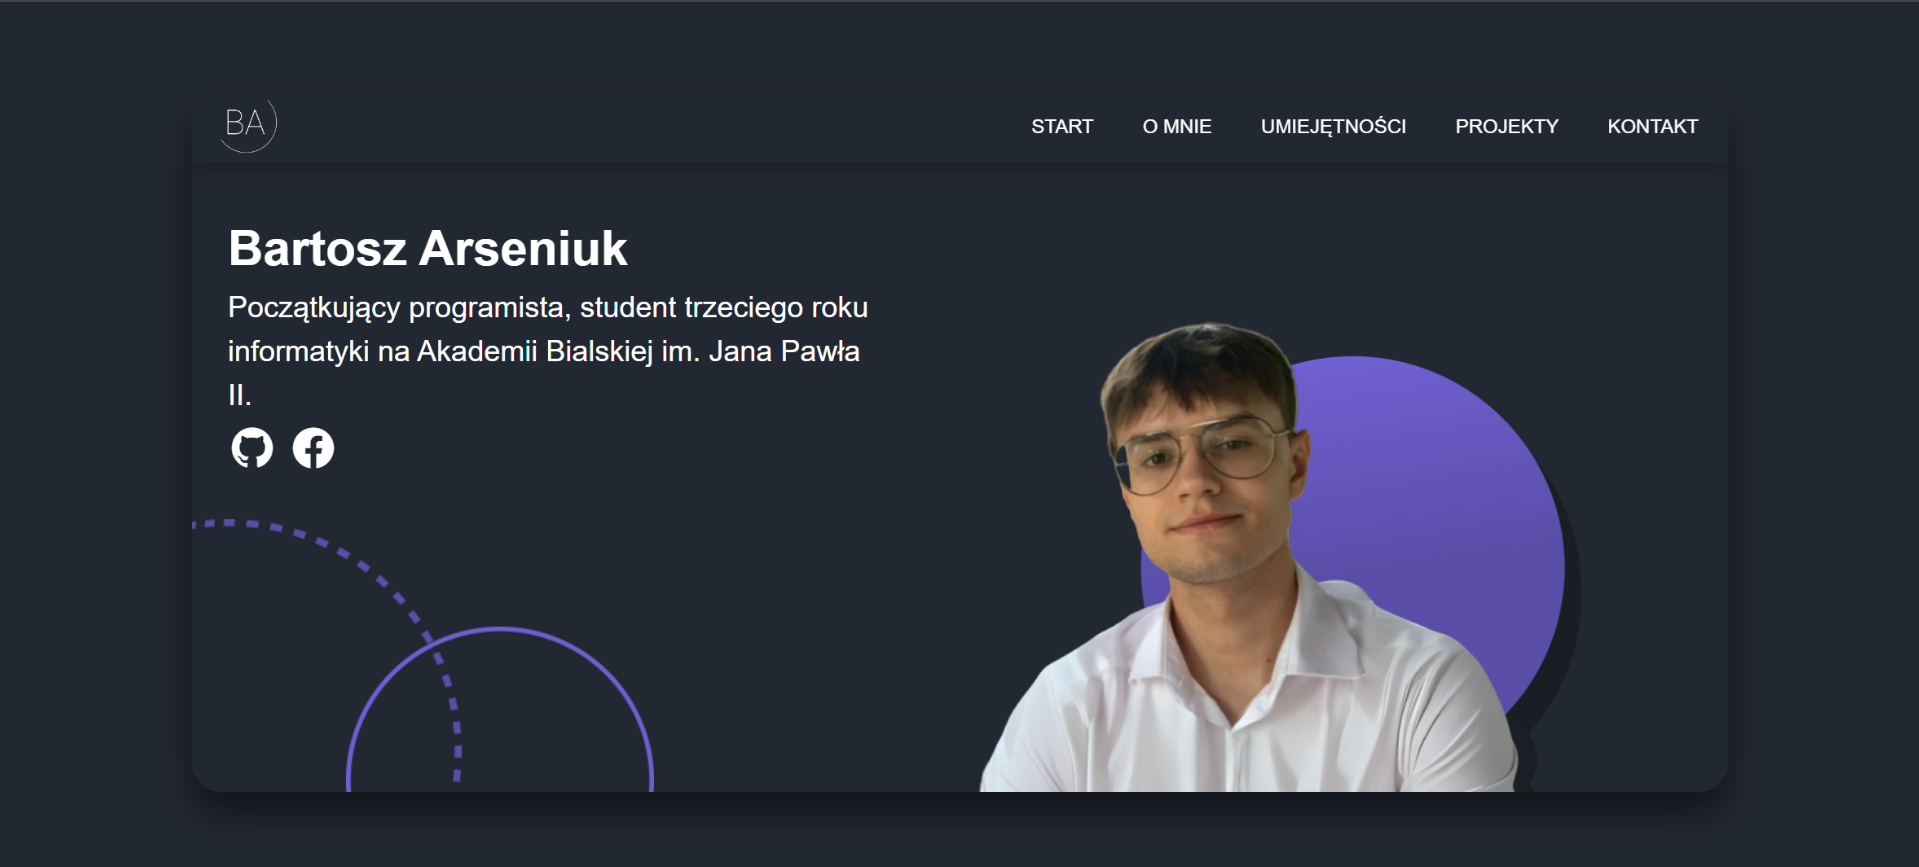 BA
START O MNIE UMIEJĘTNOŚCI PROJEKTY KONTAKT
Bartosz Arseniuk
Początkujący programista, student trzeciego roku
informatyki na Akademii Bialskiej im. Jana Pawła
II.